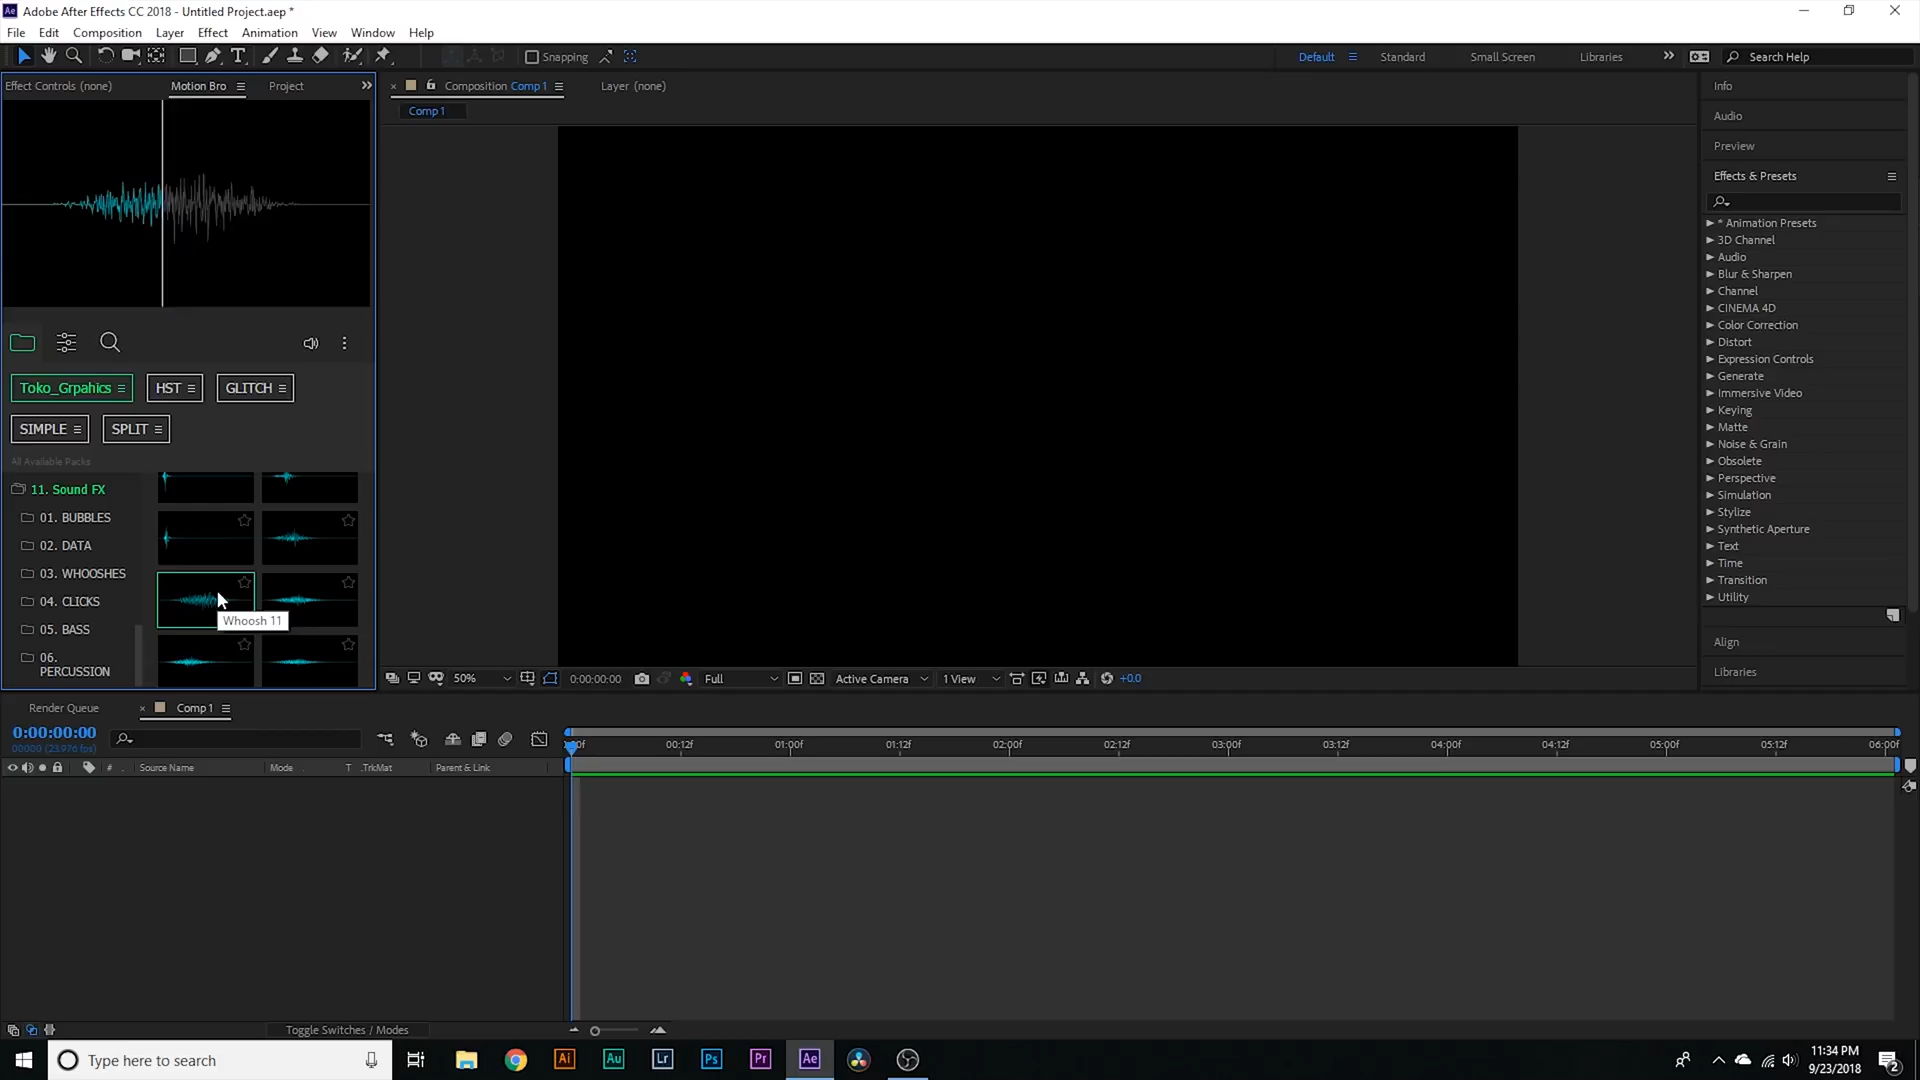 Adobe After Effects CC 2018 - Untitled Project.aep *
File Edit Composition Layer Effect Animation View Window Help
Snapping
Default Standard Small Screen Libraries Search Help
Effect Controls (none) Motion Bro Project
Composition Comp 1 Layer (none)
Comp 1
Toko_Grpahics HST GLITCH
SIMPLE SPLIT
All Available Packs
11. Sound FX
01. BUBBLES
02. DATA
03. WHOOSHES
04. CLICKS
05. BASS
06. PERCUSSION
Whoosh 11
50% 0:00:00:00 Full Active Camera 1 View +0.0
Info
Audio
Preview
Effects & Presets
* Animation Presets
3D Channel
Audio
Blur & Sharpen
Channel
CINEMA 4D
Color Correction
Distort
Expression Controls
Generate
Immersive Video
Keying
Matte
Noise & Grain
Obsolete
Perspective
Simulation
Stylize
Synthetic Aperture
Text
Time
Transition
Utility
Align
Libraries
Render Queue Comp 1
0:00:00:00
00000 (23.976 fps)
# Source Name Mode T .TrkMat Parent & Link
00f 00:12f 01:00f 01:12f 02:00f 02:12f 03:00f 03:12f 04:00f 04:12f 05:00f 05:12f 06:00f
Toggle Switches / Modes
Type here to search
Ai Au Lr Ps Pr Ae
11:34 PM
9/23/2018
2